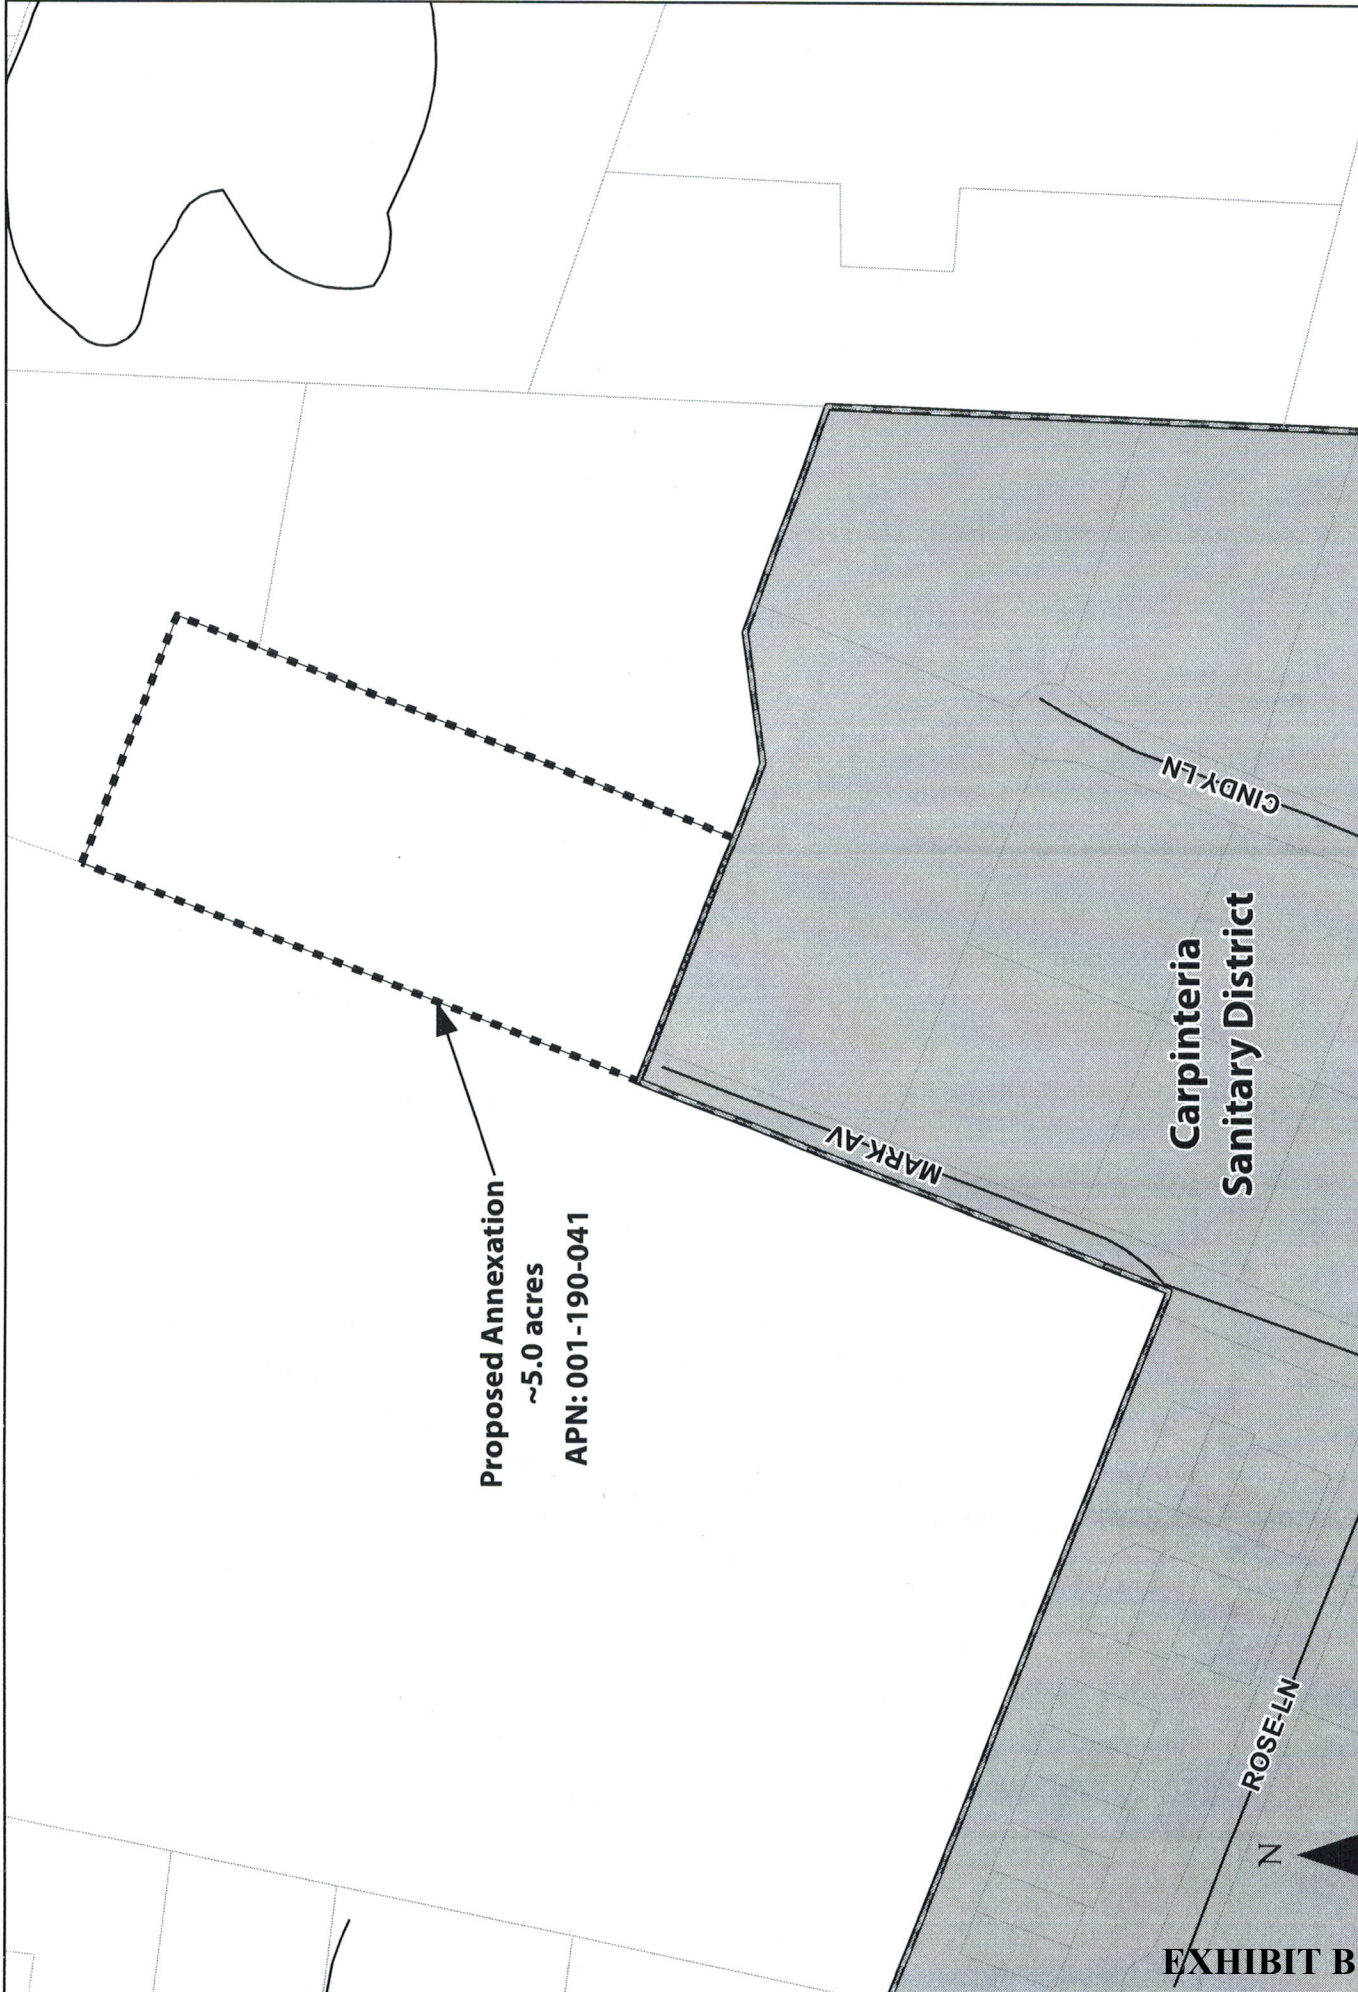 Proposed Annexation
~5.0 acres
APN: 001-190-041
MARK AV
CINDY LN
Carpinteria
Sanitary District
ROSE LN
N
EXHIBIT B